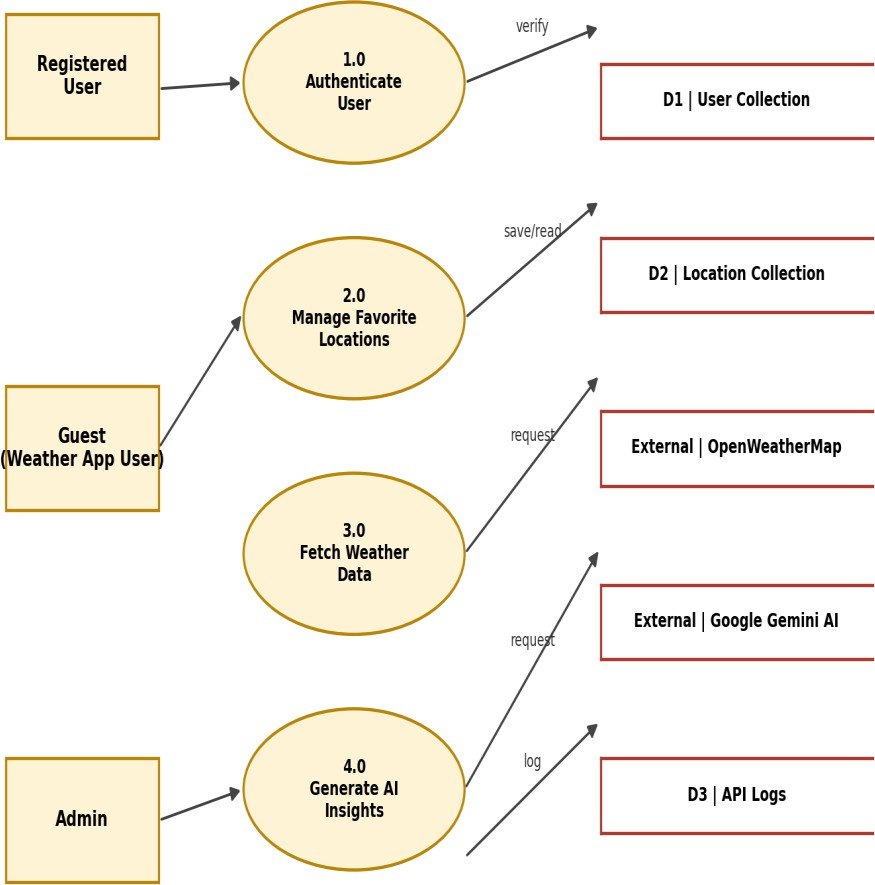 Registered
User
1.0
Authenticate
User
verify
D1 | User Collection
2.0
Manage Favorite
Locations
save/read
D2 | Location Collection
Guest
(Weather App User)
request
External | OpenWeatherMap
3.0
Fetch Weather
Data
request
External | Google Gemini AI
Admin
4.0
Generate AI
Insights
log
D3 | API Logs